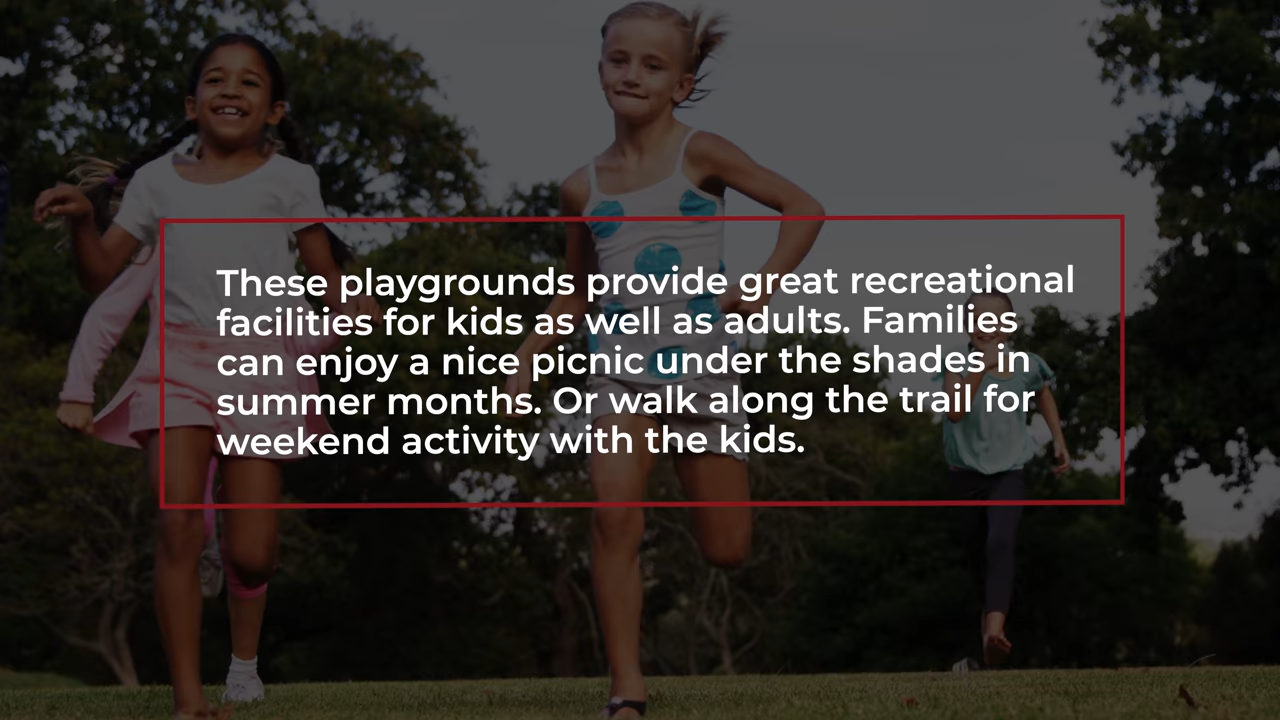 These playgrounds provide great recreational
facilities for kids as well as adults. Families
can enjoy a nice picnic under the shades in
summer months. Or walk along the trail for
weekend activity with the kids.